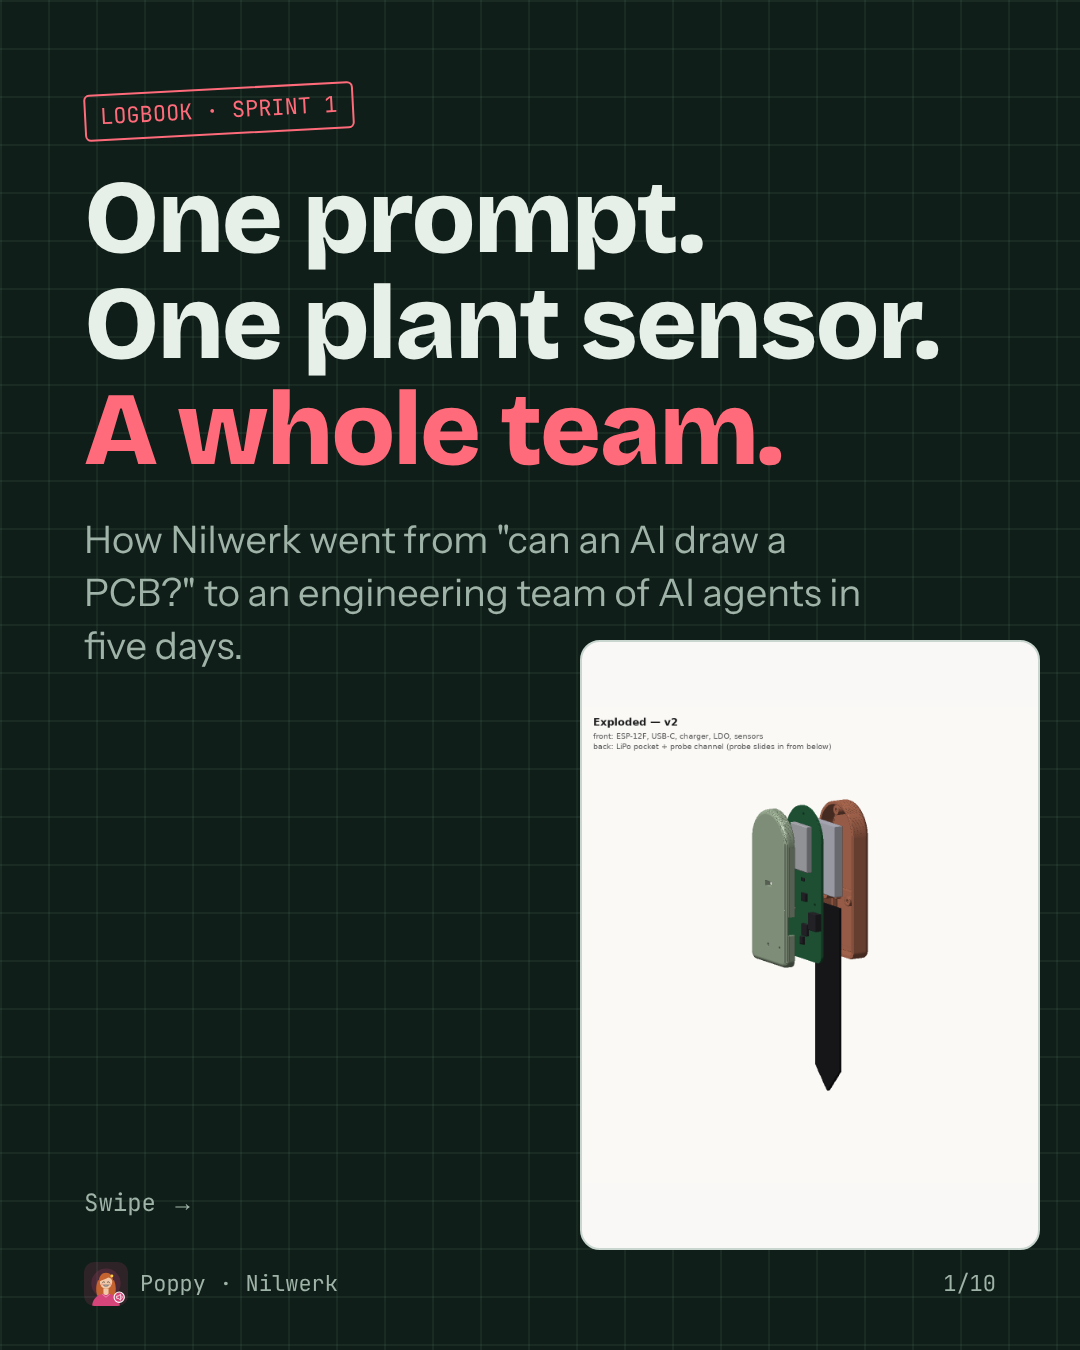 LOGBOOK · SPRINT 1
One prompt.
One plant sensor.
A whole team.
How Nilwerk went from "can an AI draw a
PCB?" to an engineering team of AI agents in
five days.
Exploded — v2
front: ESP-12F, USB-C, charger, LDO, sensors
back: LiPo pocket + probe channel (probe slides in from below)
Swipe →
Poppy · Nilwerk
1/10